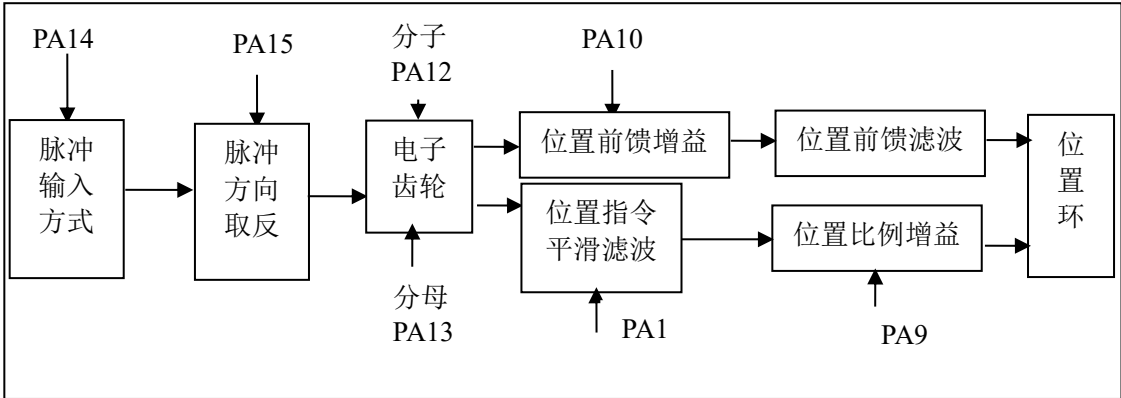 PA14
PA15
分子
PA12
PA10
脉冲
输入
方式
脉冲
方向
取反
电子
齿轮
位置前馈增益
位置前馈滤波
位置指令
平滑滤波
位置比例增益
位
置
环
分母
PA13
PA1
PA9